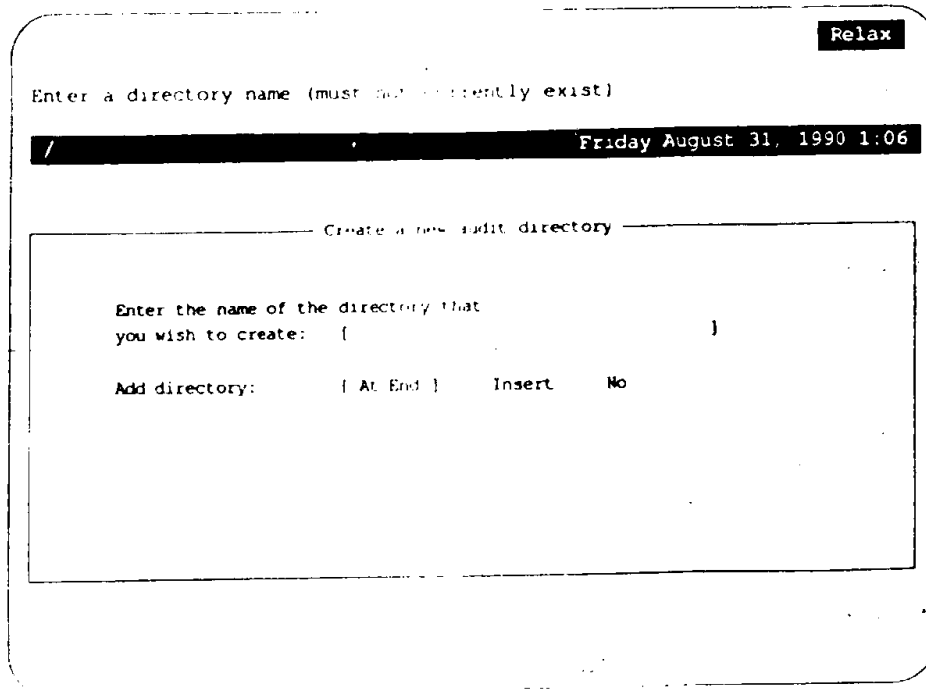 Relax
Enter a directory name (must not currently exist)
/ Friday August 31, 1990 1:06
Create a new audit directory
Enter the name of the directory that
you wish to create: [ ]
Add directory: [ At End ] Insert No